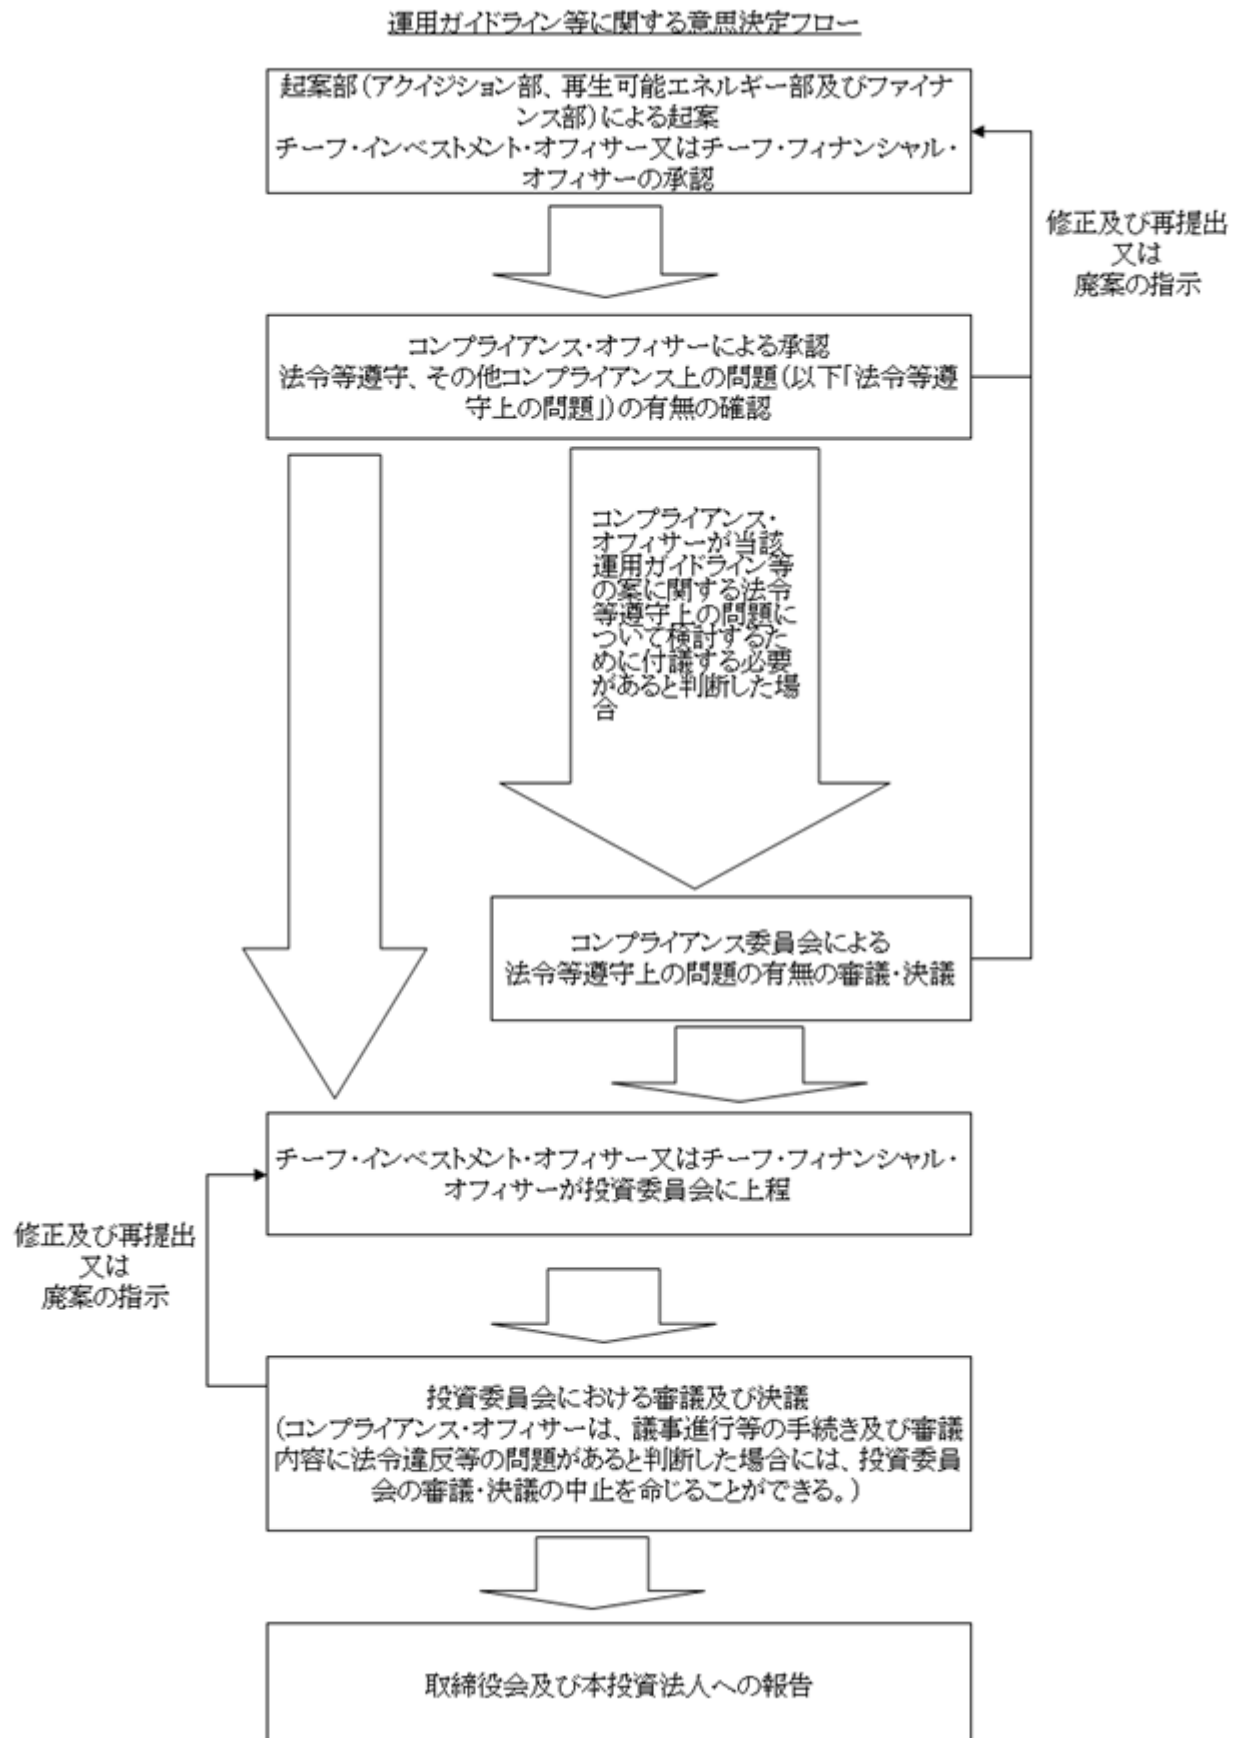 運用ガイドライン等に関する意思決定フロー
起案部(アクイジション部、再生可能エネルギー部及びファイナ
ンス部)による起案
チーフ・インベストメント・オフィサー又はチーフ・フィナンシャル・
オフィサーの承認
修正及び再提出
又は
廃案の指示
コンプライアンス・オフィサーによる承認
法令等遵守、その他コンプライアンス上の問題(以下「法令等遵
守上の問題」)の有無の確認
コンプライアンス・
オフィサーが当該
運用ガイドライン等
の案に関する法令
等遵守上の問題に
ついて検討するた
めに付議する必要
があると判断した場
合
コンプライアンス委員会による
法令等遵守上の問題の有無の審議・決議
チーフ・インベストメント・オフィサー又はチーフ・フィナンシャル・
オフィサーが投資委員会に上程
修正及び再提出
又は
廃案の指示
投資委員会における審議及び決議
(コンプライアンス・オフィサーは、議事進行等の手続き及び審議
内容に法令違反等の問題があると判断した場合には、投資委員
会の審議・決議の中止を命じることができる。)
取締役会及び本投資法人への報告